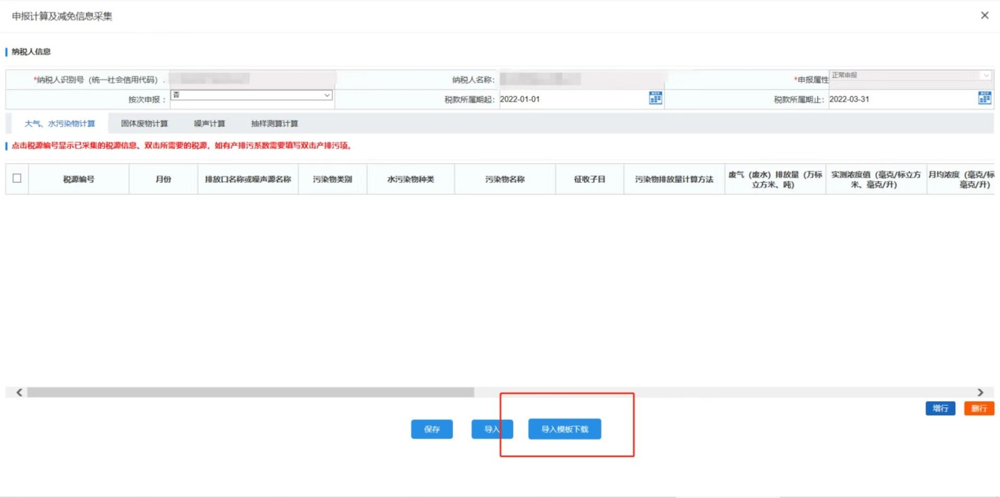 申报计算及减免信息采集
纳税人信息
*纳税人识别号（统一社会信用代码）：
纳税人名称：
*申报属性
正常申报
按次申报：
否
税款所属期起：
2022-01-01
税款所属期止：
2022-03-31
大气、水污染物计算
固体废物计算
噪声计算
抽样测算计算
点击税源编号显示已采集的税源信息、双击所需要的税源，如有产排污系数需要填写双击产排污项。
税源编号
月份
排放口名称或噪声源名称
污染物类别
水污染物种类
污染物名称
征收子目
污染物排放量计算方法
废气（废水）排放量（万标
立方米、吨）
实测浓度值（毫克/标立方
米、毫克/升）
月均浓度（毫克/标
毫克/升）
增行
删行
保存
导入
导入模板下载